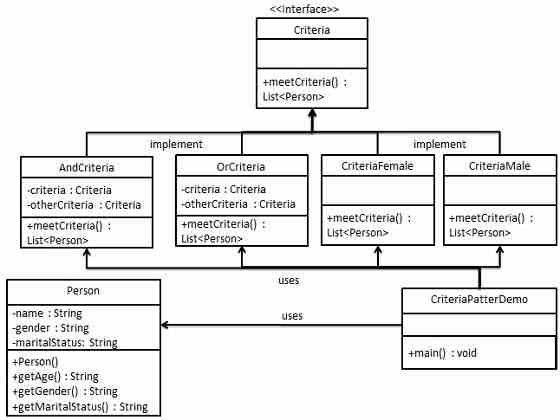 <<Interface>>
Criteria
+meetCriteria() :
List<Person>
implement
implement
AndCriteria
-criteria : Criteria
-otherCriteria : Criteria
+meetCriteria() :
List<Person>
OrCriteria
-criteria : Criteria
-otherCriteria : Criteria
+meetCriteria() :
List<Person>
CriteriaFemale
+meetCriteria() :
List<Person>
CriteriaMale
+meetCriteria() :
List<Person>
uses
Person
-name : String
-gender : String
-maritalStatus: String
+Person()
+getAge() : String
+getGender() : String
+getMaritalStatus() : String
uses
CriteriaPatterDemo
+main() : void